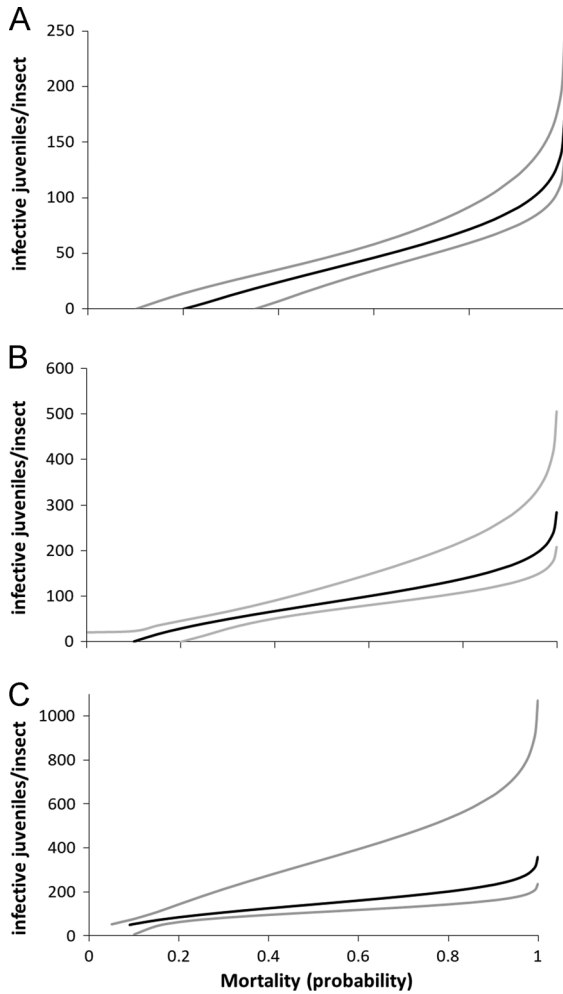 A
infective juveniles/insect
250
200
150
100
50
0
B
infective juveniles/insect
600
500
400
300
200
100
0
C
infective juveniles/insect
1000
800
600
400
200
0
0 0.2 0.4 0.6 0.8 1
Mortality (probability)